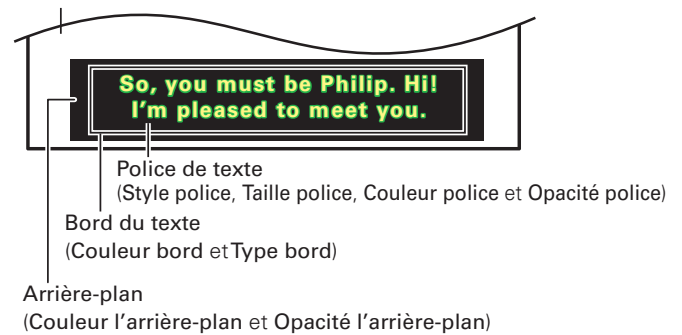 So, you must be Philip. Hi!
I'm pleased to meet you.
Police de texte
(Style police, Taille police, Couleur police et Opacité police)
Bord du texte
(Couleur bord et Type bord)
Arrière-plan
(Couleur l'arrière-plan et Opacité l'arrière-plan)